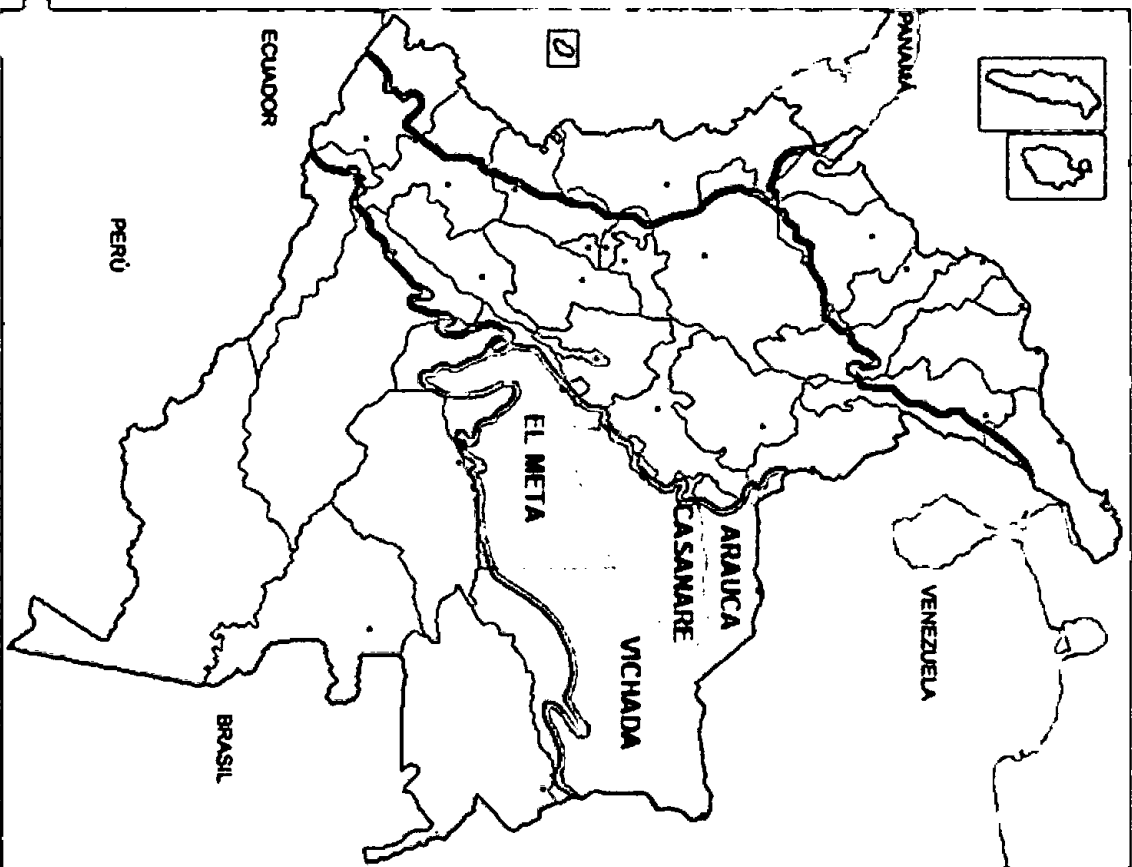 PANAMÁ
VENEZUELA
ARAUCA
CASANARE
VICHADA
EL META
ECUADOR
PERÚ
BRASIL